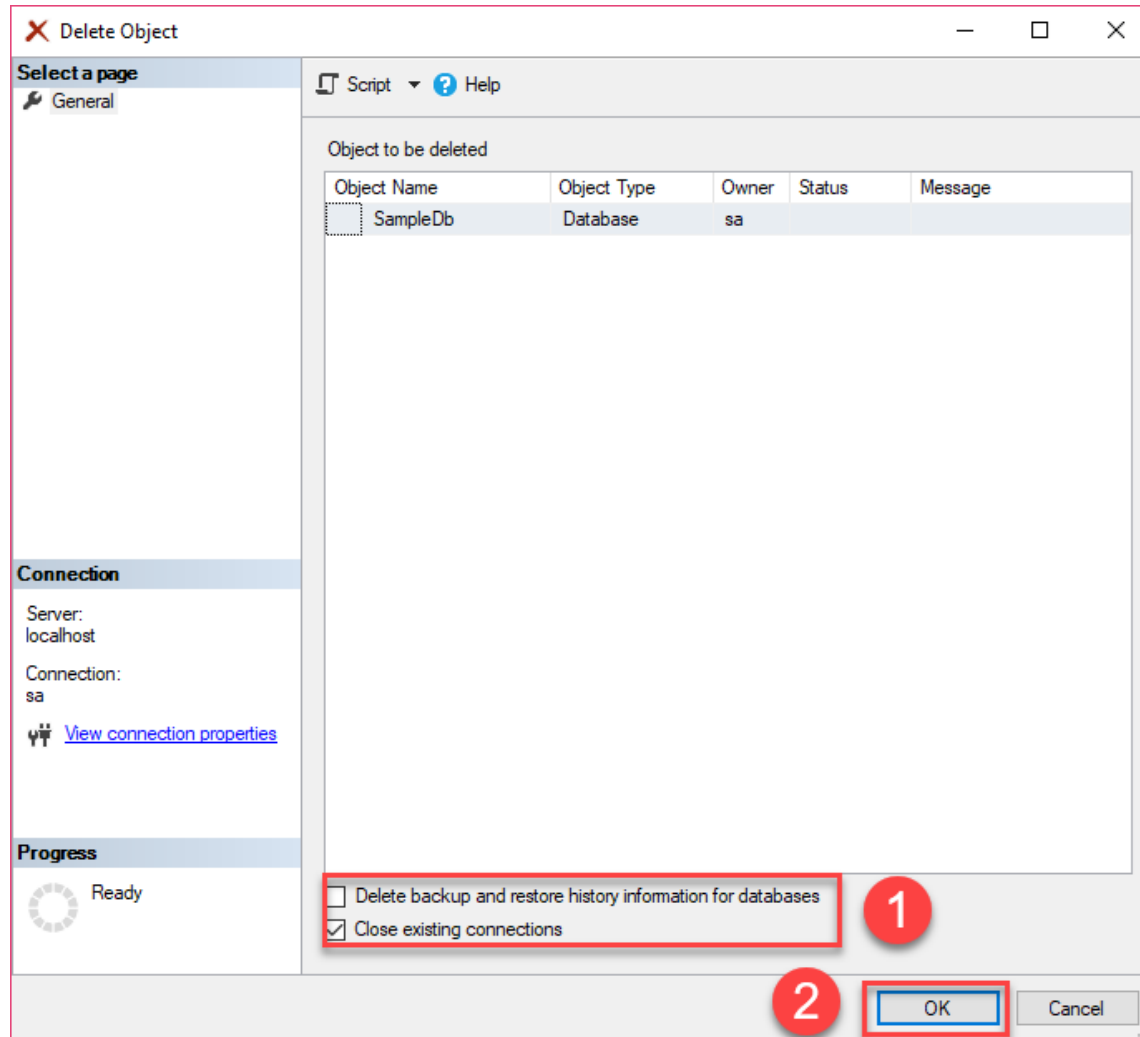 Delete Object
Select a page
General
Script Help
Object to be deleted
Object Name Object Type Owner Status Message
SampleDb Database sa
Connection
Server:
localhost
Connection:
sa
View connection properties
Progress
Ready
Delete backup and restore history information for databases
Close existing connections
1
2
OK Cancel